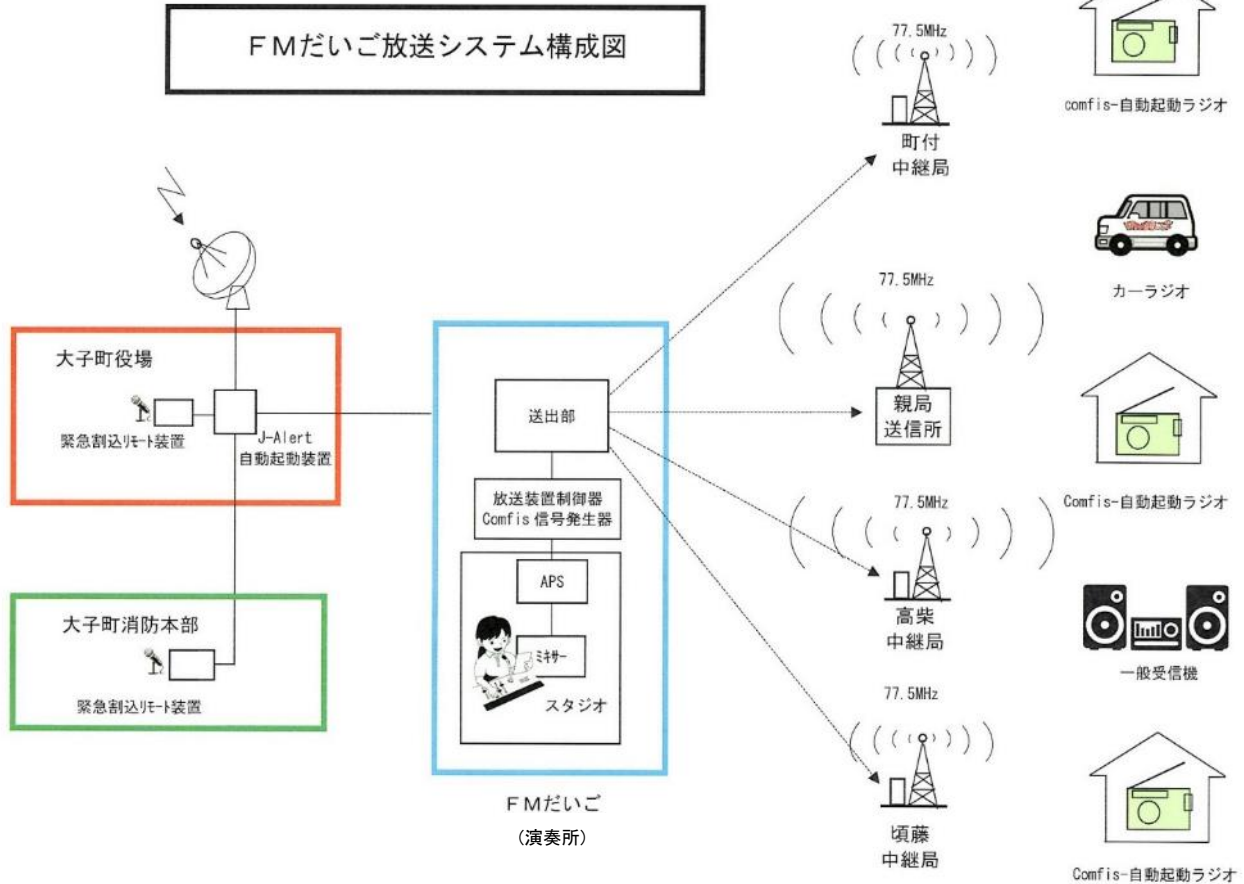 FMだいご放送システム構成図
77.5MHz
町付
中継局
comfis-自動起動ラジオ
カーラジオ
大子町役場
緊急割込リモート装置
J-Alert
自動起動装置
大子町消防本部
緊急割込リモート装置
送出部
放送装置制御器
Comfis 信号発生器
APS
ミキサー
スタジオ
FMだいご
(演奏所)
77.5MHz
親局
送信所
Comfis-自動起動ラジオ
77.5MHz
高柴
中継局
一般受信機
77.5MHz
頃藤
中継局
Comfis-自動起動ラジオ